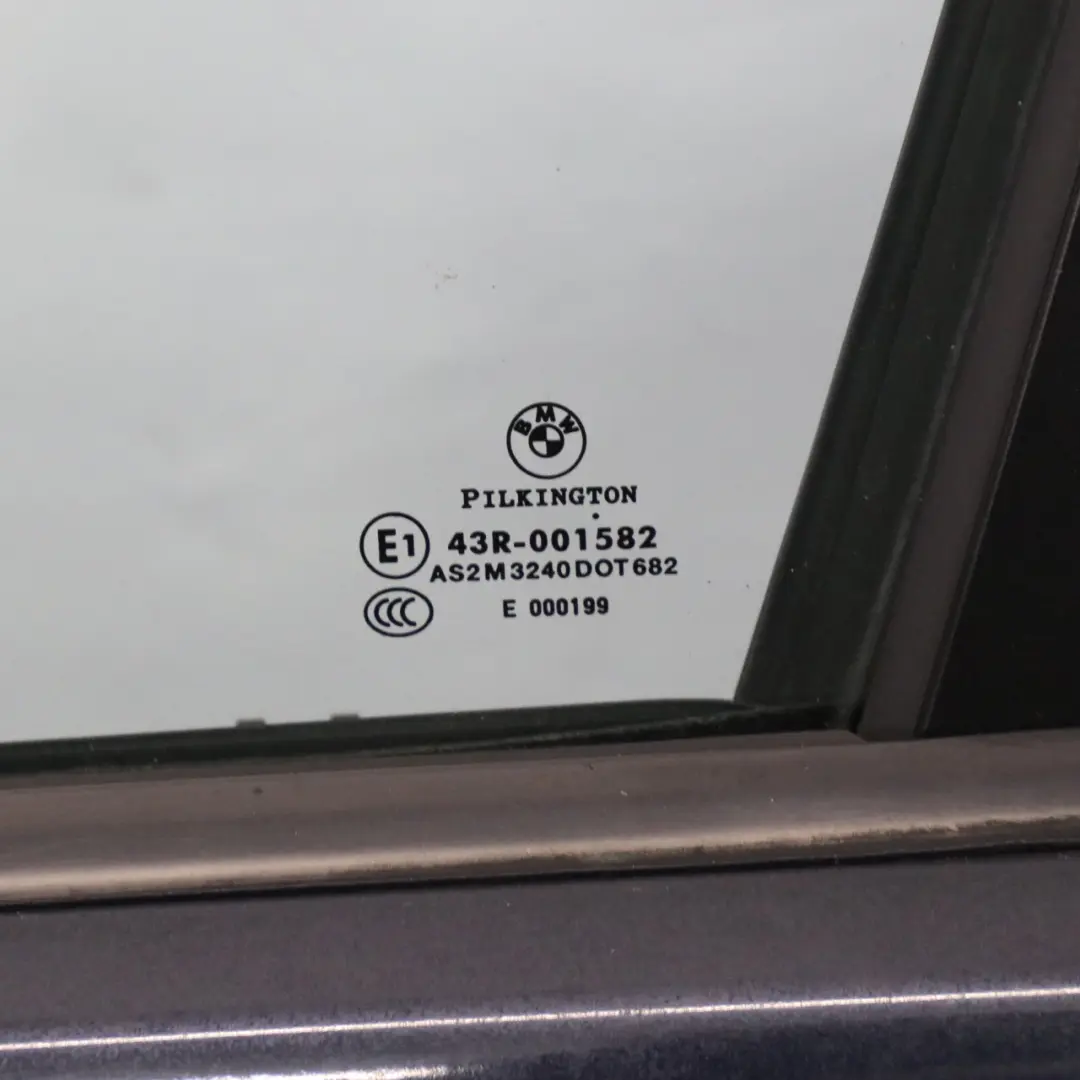 BMW
PILKINGTON
E1 43R-001582
AS2M3240DOT682
CCC E 000199